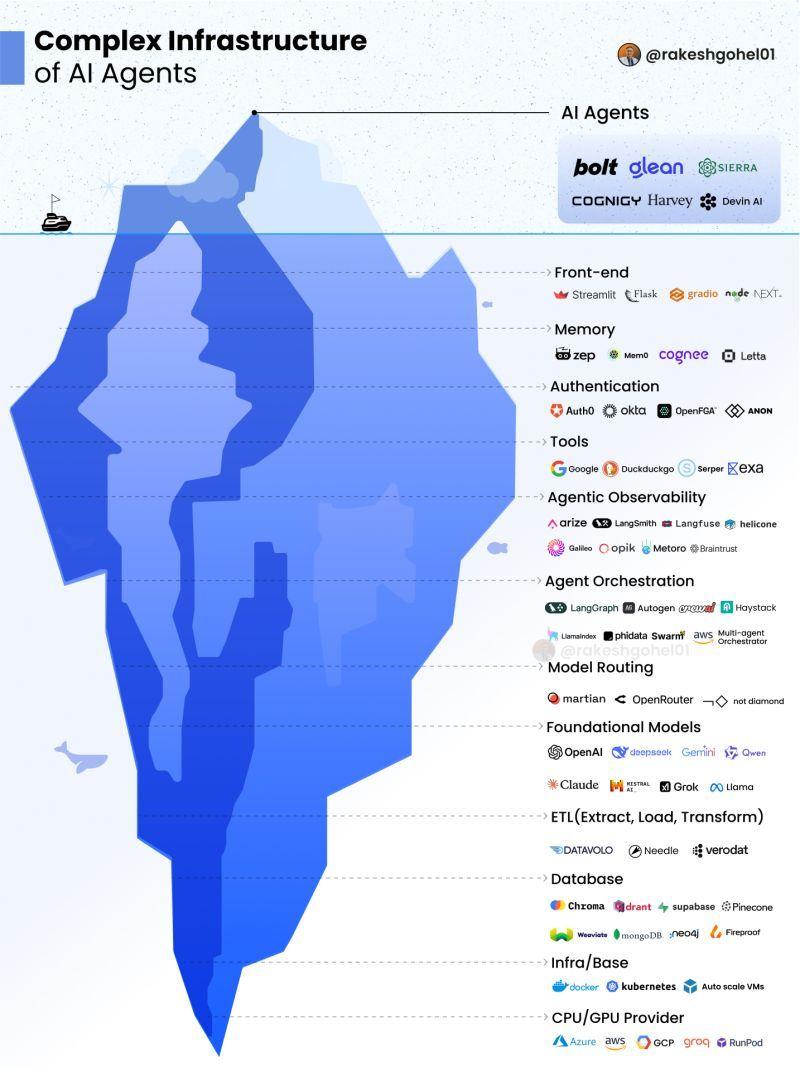 Complex Infrastructure
of AI Agents
@rakeshgohel01
AI Agents
bolt glean SIERRA
COGNIGY Harvey Devin AI
Front-end
Streamlit Flask gradio node NEXT
Memory
zep Mem0 cognee Letta
Authentication
Auth0 okta OpenFGA ANON
Tools
Google Duckduckgo Serper exa
Agentic Observability
arize LangSmith Langfuse helicone
Galileo opik Metoro Braintrust
Agent Orchestration
LangGraph AG Autogen crewai Haystack
LlamaIndex phidata Swarm aws Multi-agent
Orchestrator
@rakeshgohel01
Model Routing
martian OpenRouter not diamond
Foundational Models
OpenAI deepseek Gemini Qwen
Claude MISTRAL AI_ Grok Llama
ETL(Extract, Load, Transform)
DATAVOLO Needle verodat
Database
Chroma drant supabase Pinecone
Weaviate mongoDB :neo4j Fireproof
Infra/Base
docker kubernetes Auto scale VMs
CPU/GPU Provider
Azure aws GCP groq RunPod